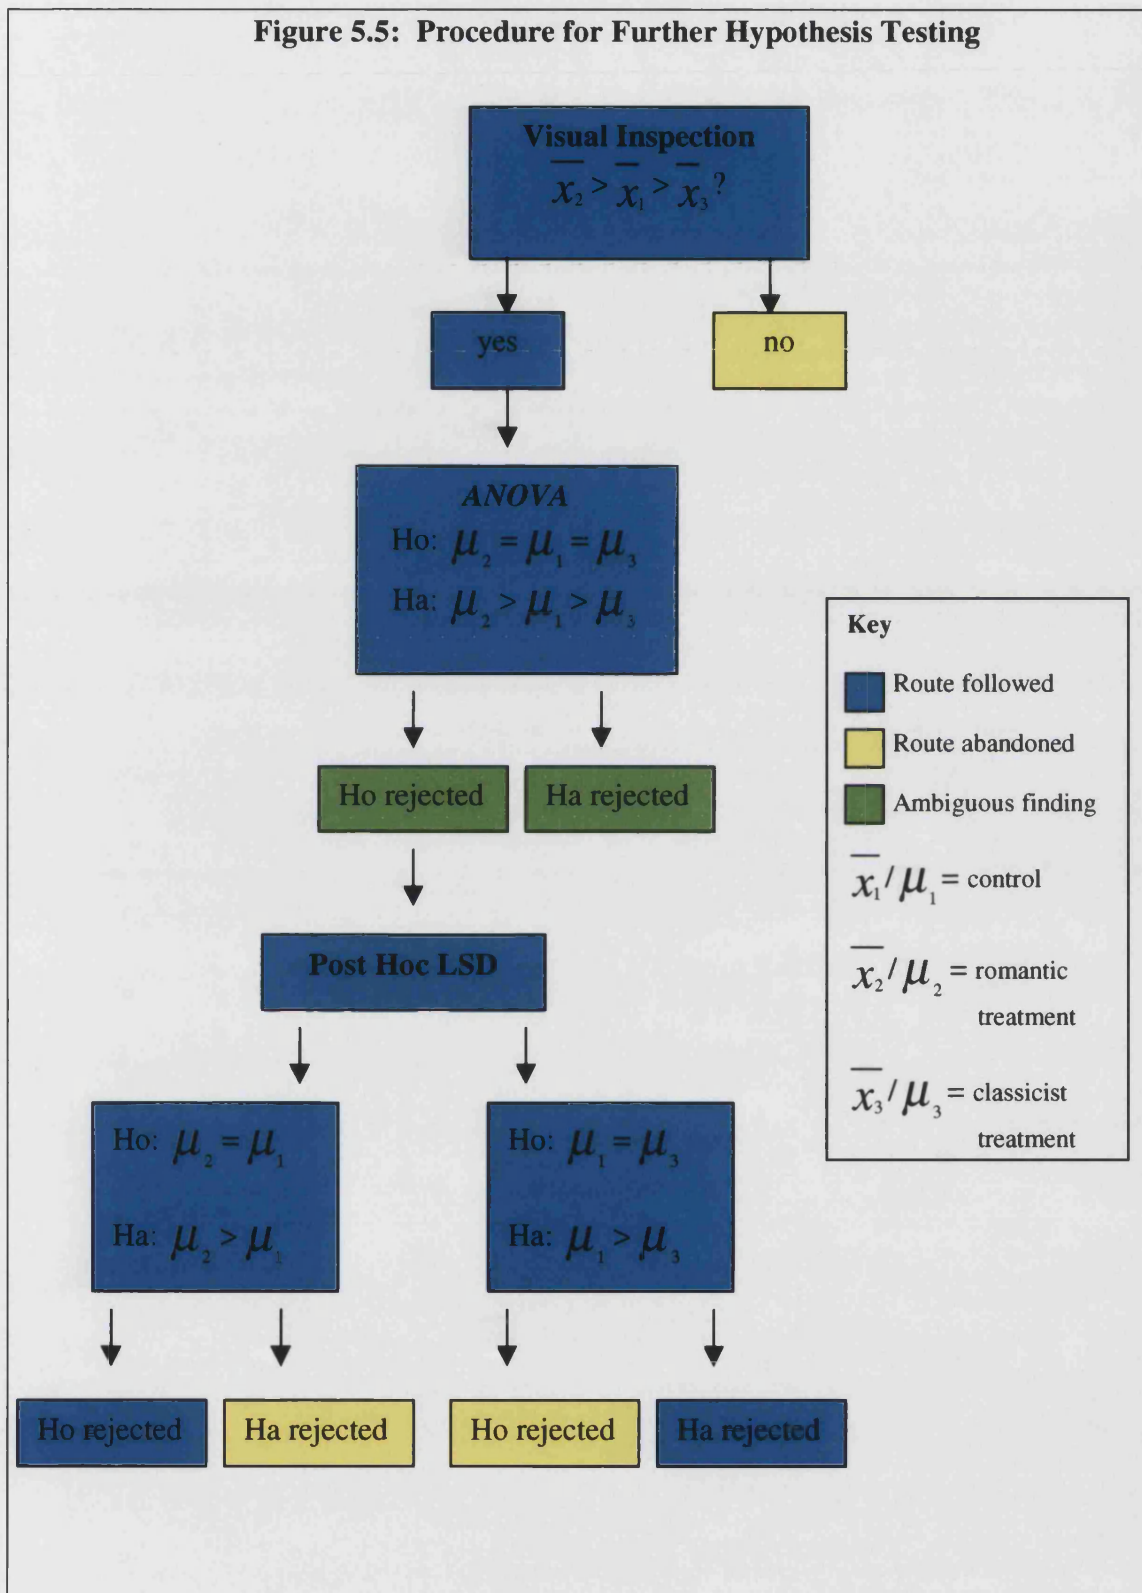 Figure 5.5: Procedure for Further Hypothesis Testing
Visual Inspection
x̄₂ > x̄₁ > x̄₃ ?
yes
no
ANOVA
Ho: μ₂ = μ₁ = μ₃
Ha: μ₂ > μ₁ > μ₃
Ho rejected
Ha rejected
Post Hoc LSD
Ho: μ₂ = μ₁
Ha: μ₂ > μ₁
Ho: μ₁ = μ₃
Ha: μ₁ > μ₃
Ho rejected
Ha rejected
Ho rejected
Ha rejected
Key
Route followed
Route abandoned
Ambiguous finding
x̄₁/μ₁ = control
x̄₂/μ₂ = romantic
treatment
x̄₃/μ₃ = classicist
treatment